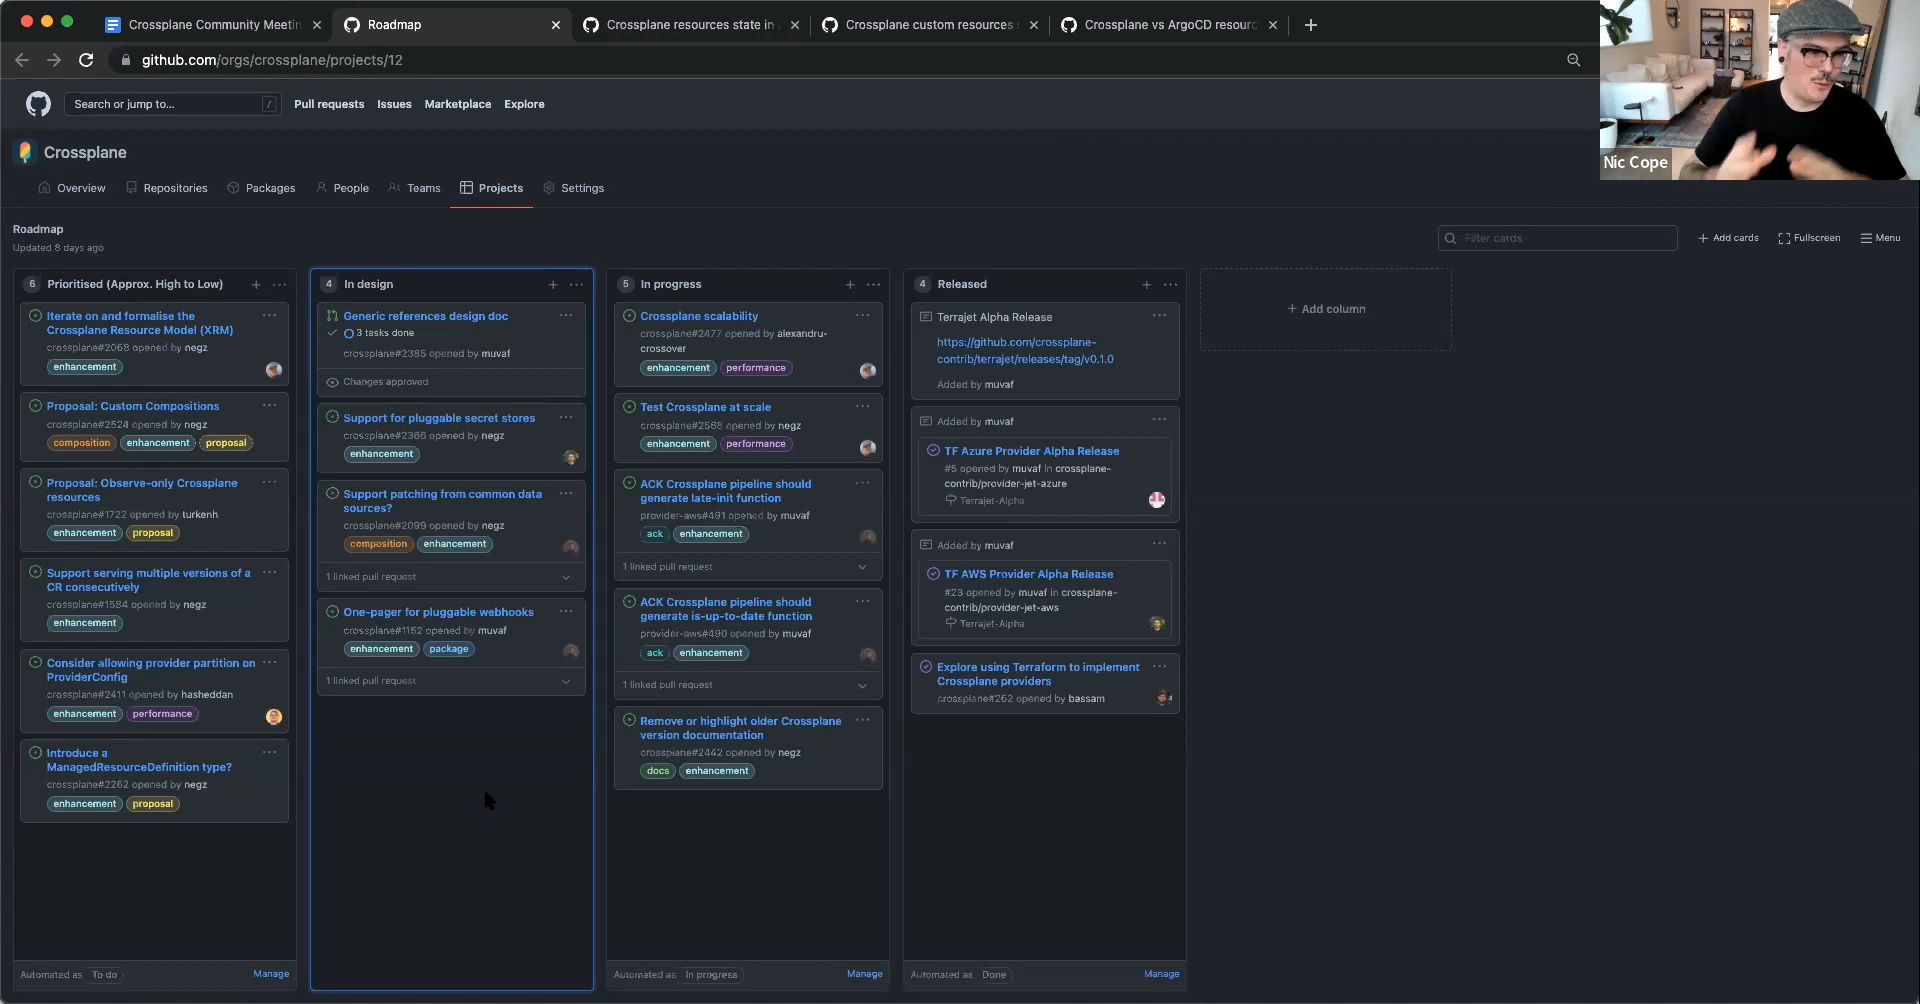 Crossplane Community Meetin
Roadmap
Crossplane resources state in
Crossplane custom resources
Crossplane vs ArgoCD resourc
github.com/orgs/crossplane/projects/12
Search or jump to...
/
Pull requests
Issues
Marketplace
Explore
Nic Cope
Crossplane
Overview
Repositories
Packages
People
Teams
Projects
Settings
Roadmap
Updated 8 days ago
Filter cards
Add cards
Fullscreen
Menu
6 Prioritised (Approx. High to Low)
Iterate on and formalise the
Crossplane Resource Model (XRM)
crossplane#2068 opened by negz
enhancement
Proposal: Custom Compositions
crossplane#2524 opened by negz
composition enhancement proposal
Proposal: Observe-only Crossplane
resources
crossplane#1722 opened by turkenh
enhancement proposal
Support serving multiple versions of a
CR consecutively
crossplane#1584 opened by negz
enhancement
Consider allowing provider partition on
ProviderConfig
crossplane#2411 opened by hasheddan
enhancement performance
Introduce a
ManagedResourceDefinition type?
crossplane#2262 opened by negz
enhancement proposal
Automated as To do
Manage
4 In design
Generic references design doc
3 tasks done
crossplane#2385 opened by muvaf
Changes approved
Support for pluggable secret stores
crossplane#2366 opened by negz
enhancement
Support patching from common data
sources?
crossplane#2099 opened by negz
composition enhancement
1 linked pull request
One-pager for pluggable webhooks
crossplane#1152 opened by muvaf
enhancement package
1 linked pull request
5 In progress
Crossplane scalability
crossplane#2477 opened by alexandru-
crossover
enhancement performance
Test Crossplane at scale
crossplane#2568 opened by negz
enhancement performance
ACK Crossplane pipeline should
generate late-init function
provider-aws#491 opened by muvaf
ack enhancement
1 linked pull request
ACK Crossplane pipeline should
generate is-up-to-date function
provider-aws#490 opened by muvaf
ack enhancement
1 linked pull request
Remove or highlight older Crossplane
version documentation
crossplane#2442 opened by negz
docs enhancement
Automated as In progress
Manage
4 Released
Terrajet Alpha Release
https://github.com/crossplane-
contrib/terrajet/releases/tag/v0.1.0
Added by muvaf
Added by muvaf
TF Azure Provider Alpha Release
#5 opened by muvaf in crossplane-
contrib/provider-jet-azure
Terrajet-Alpha
Added by muvaf
TF AWS Provider Alpha Release
#23 opened by muvaf in crossplane-
contrib/provider-jet-aws
Terrajet-Alpha
Explore using Terraform to implement
Crossplane providers
crossplane#262 opened by bassam
Automated as Done
Manage
+ Add column